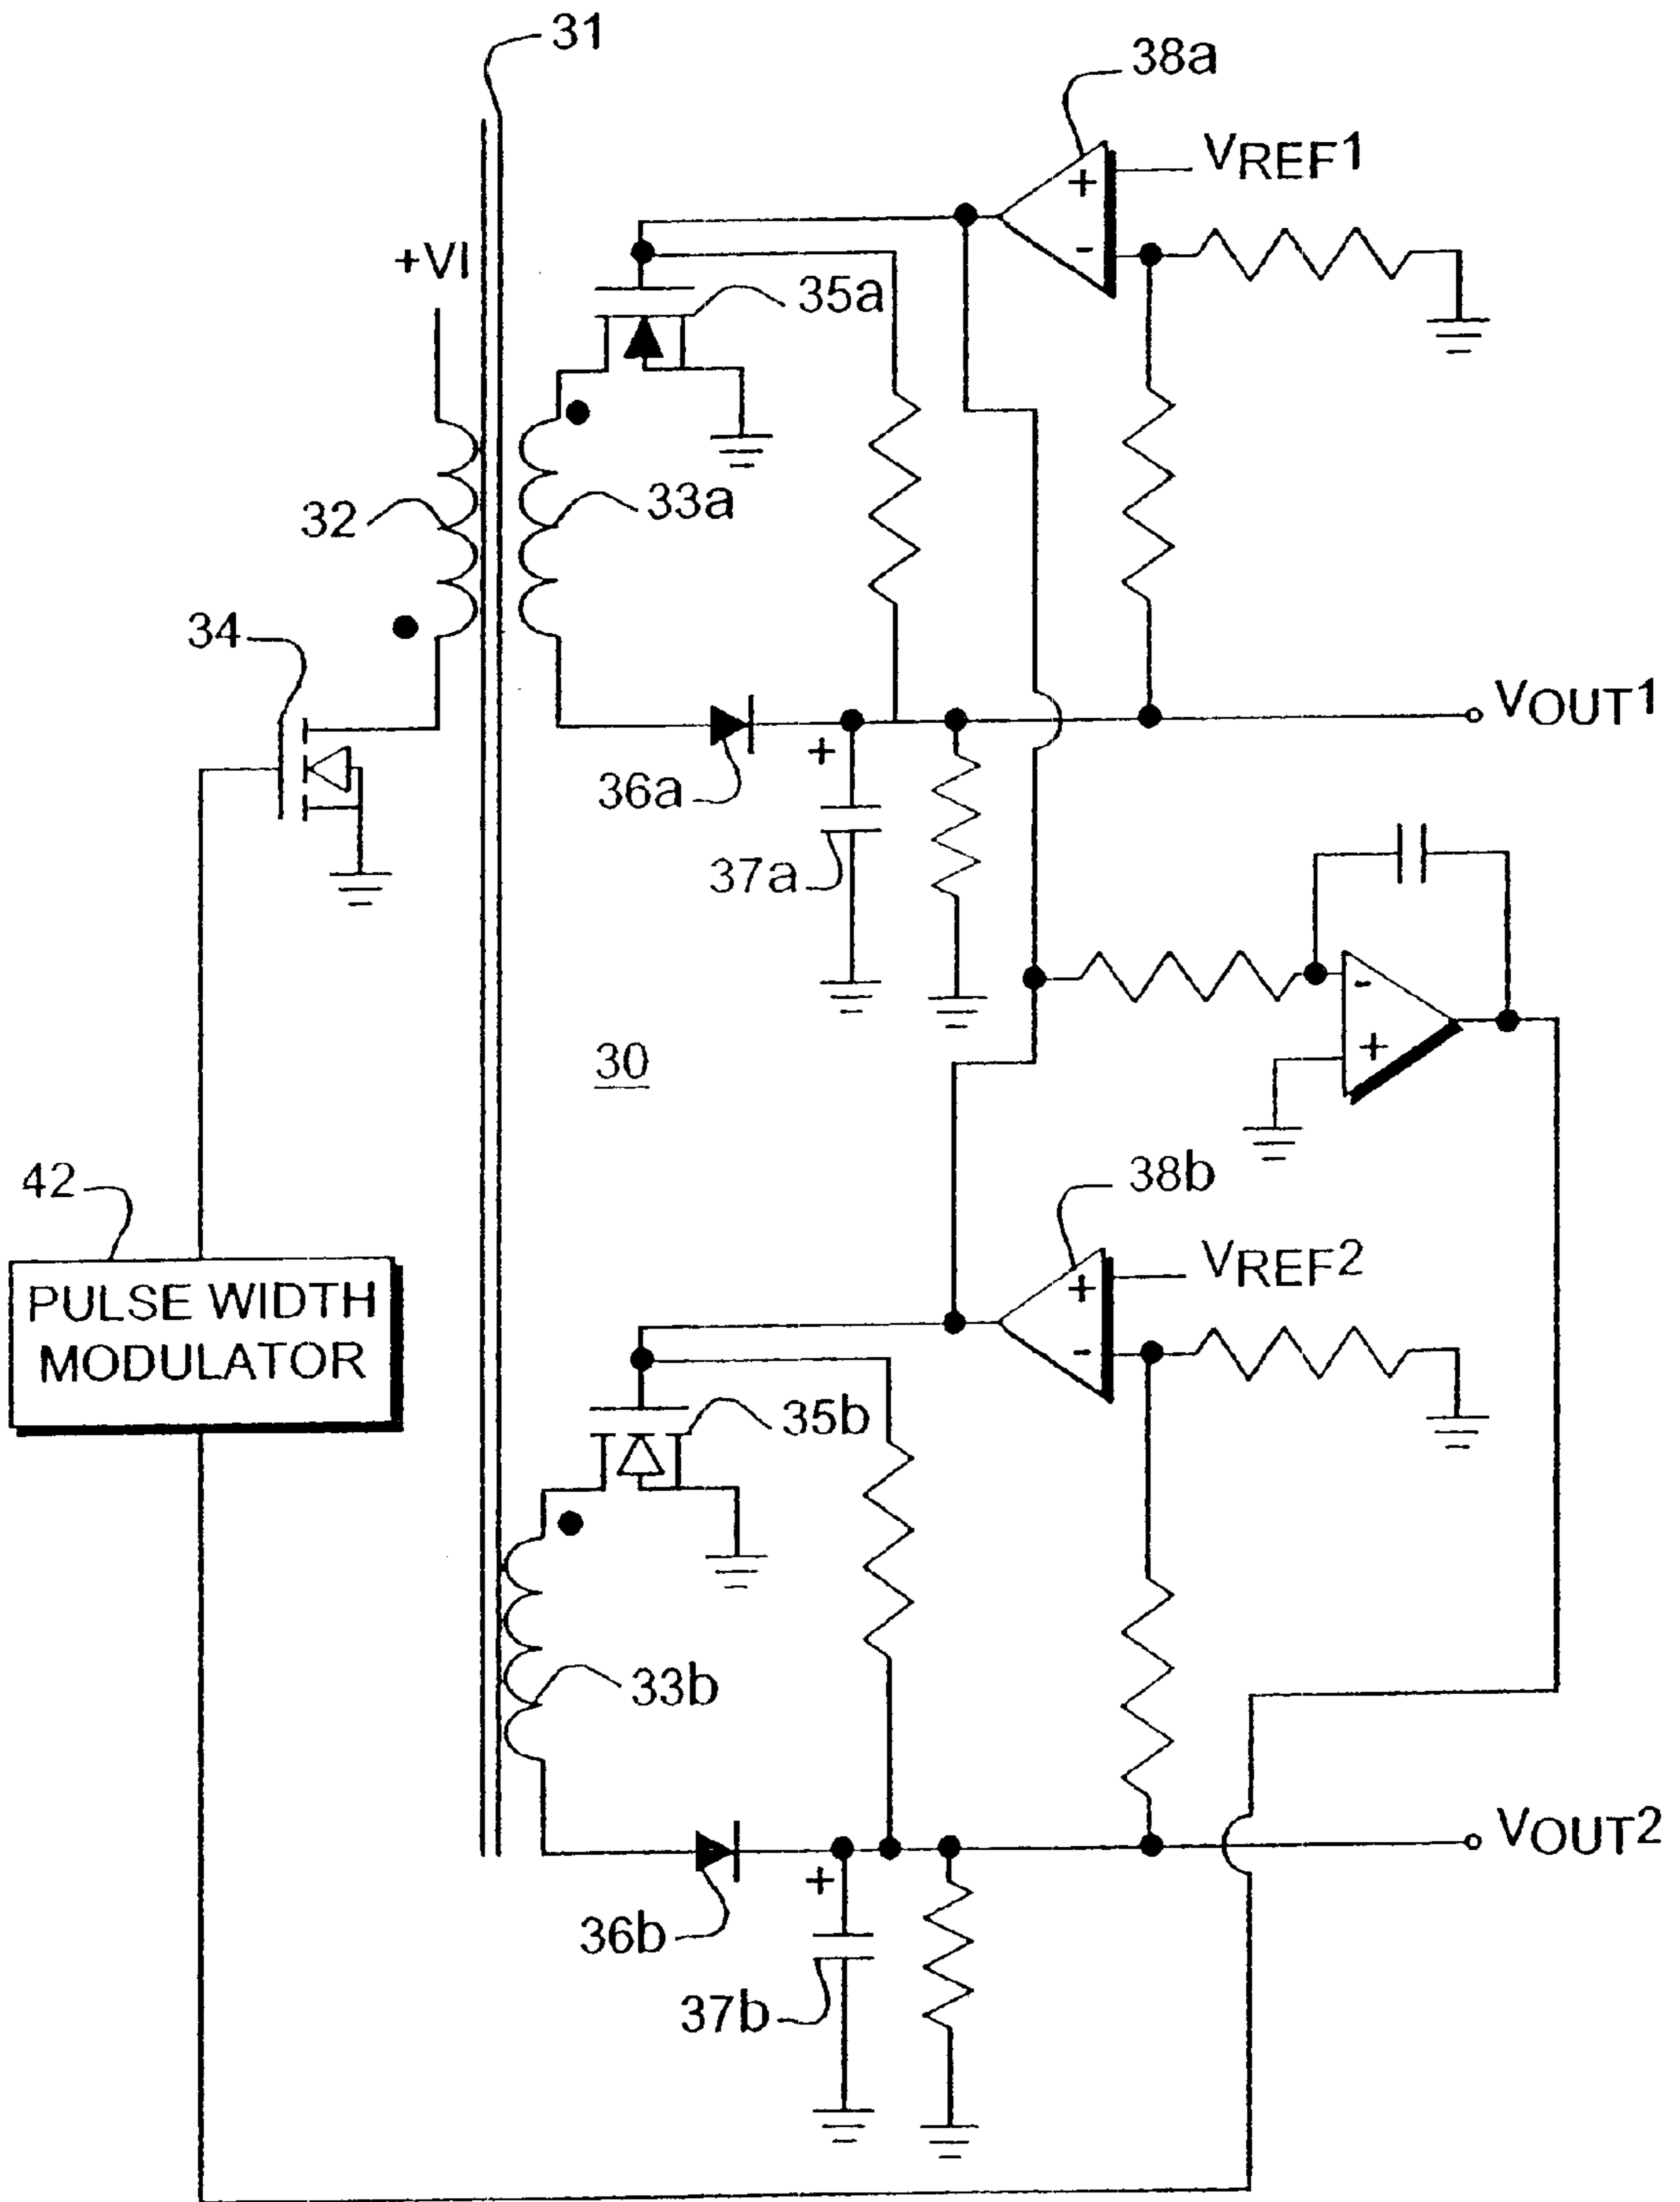 31
38a
VREF1
+VI
35a
32
33a
34
VOUT1
+
36a
37a
30
42
38b
VREF2
PULSE WIDTH
MODULATOR
35b
33b
VOUT2
+
36b
37b
+
-
-
+
+
-